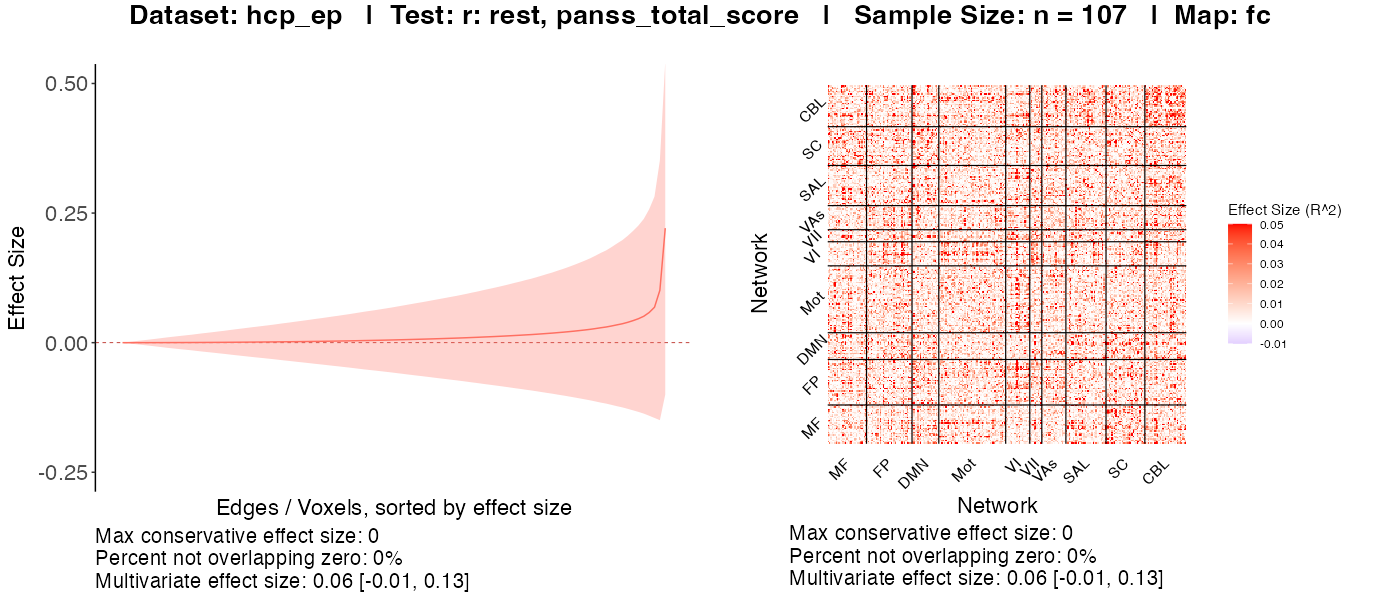 Dataset: hcp_ep | Test: r: rest, panss_total_score | Sample Size: n = 107 | Map: fc
Effect Size
0.50
0.25
0.00
-0.25
Edges / Voxels, sorted by effect size
Max conservative effect size: 0
Percent not overlapping zero: 0%
Multivariate effect size: 0.06 [-0.01, 0.13]
Network
CBL
SC
SAL
VAs
VII
VI
Mot
DMN
FP
MF
MF
FP
DMN
Mot
VI
VII
VAs
SAL
SC
CBL
Network
Max conservative effect size: 0
Percent not overlapping zero: 0%
Multivariate effect size: 0.06 [-0.01, 0.13]
Effect Size (R^2)
0.05
0.04
0.03
0.02
0.01
0.00
-0.01